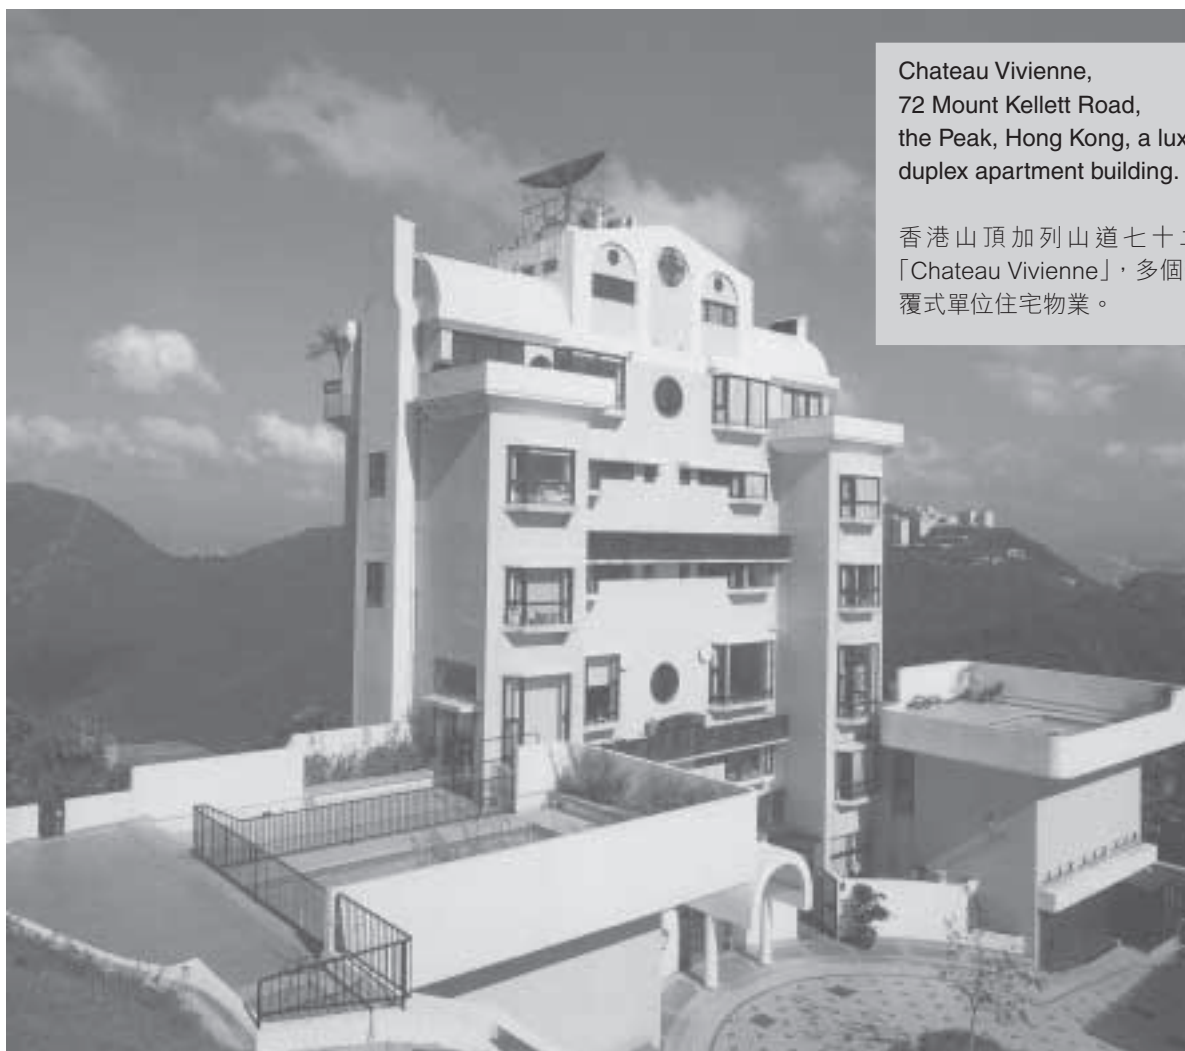 Chateau Vivienne,
72 Mount Kellett Road,
the Peak, Hong Kong, a
duplex apartment building.
香港山頂加列山道七十
「Chateau Vivienne」，多個
覆式單位住宅物業。